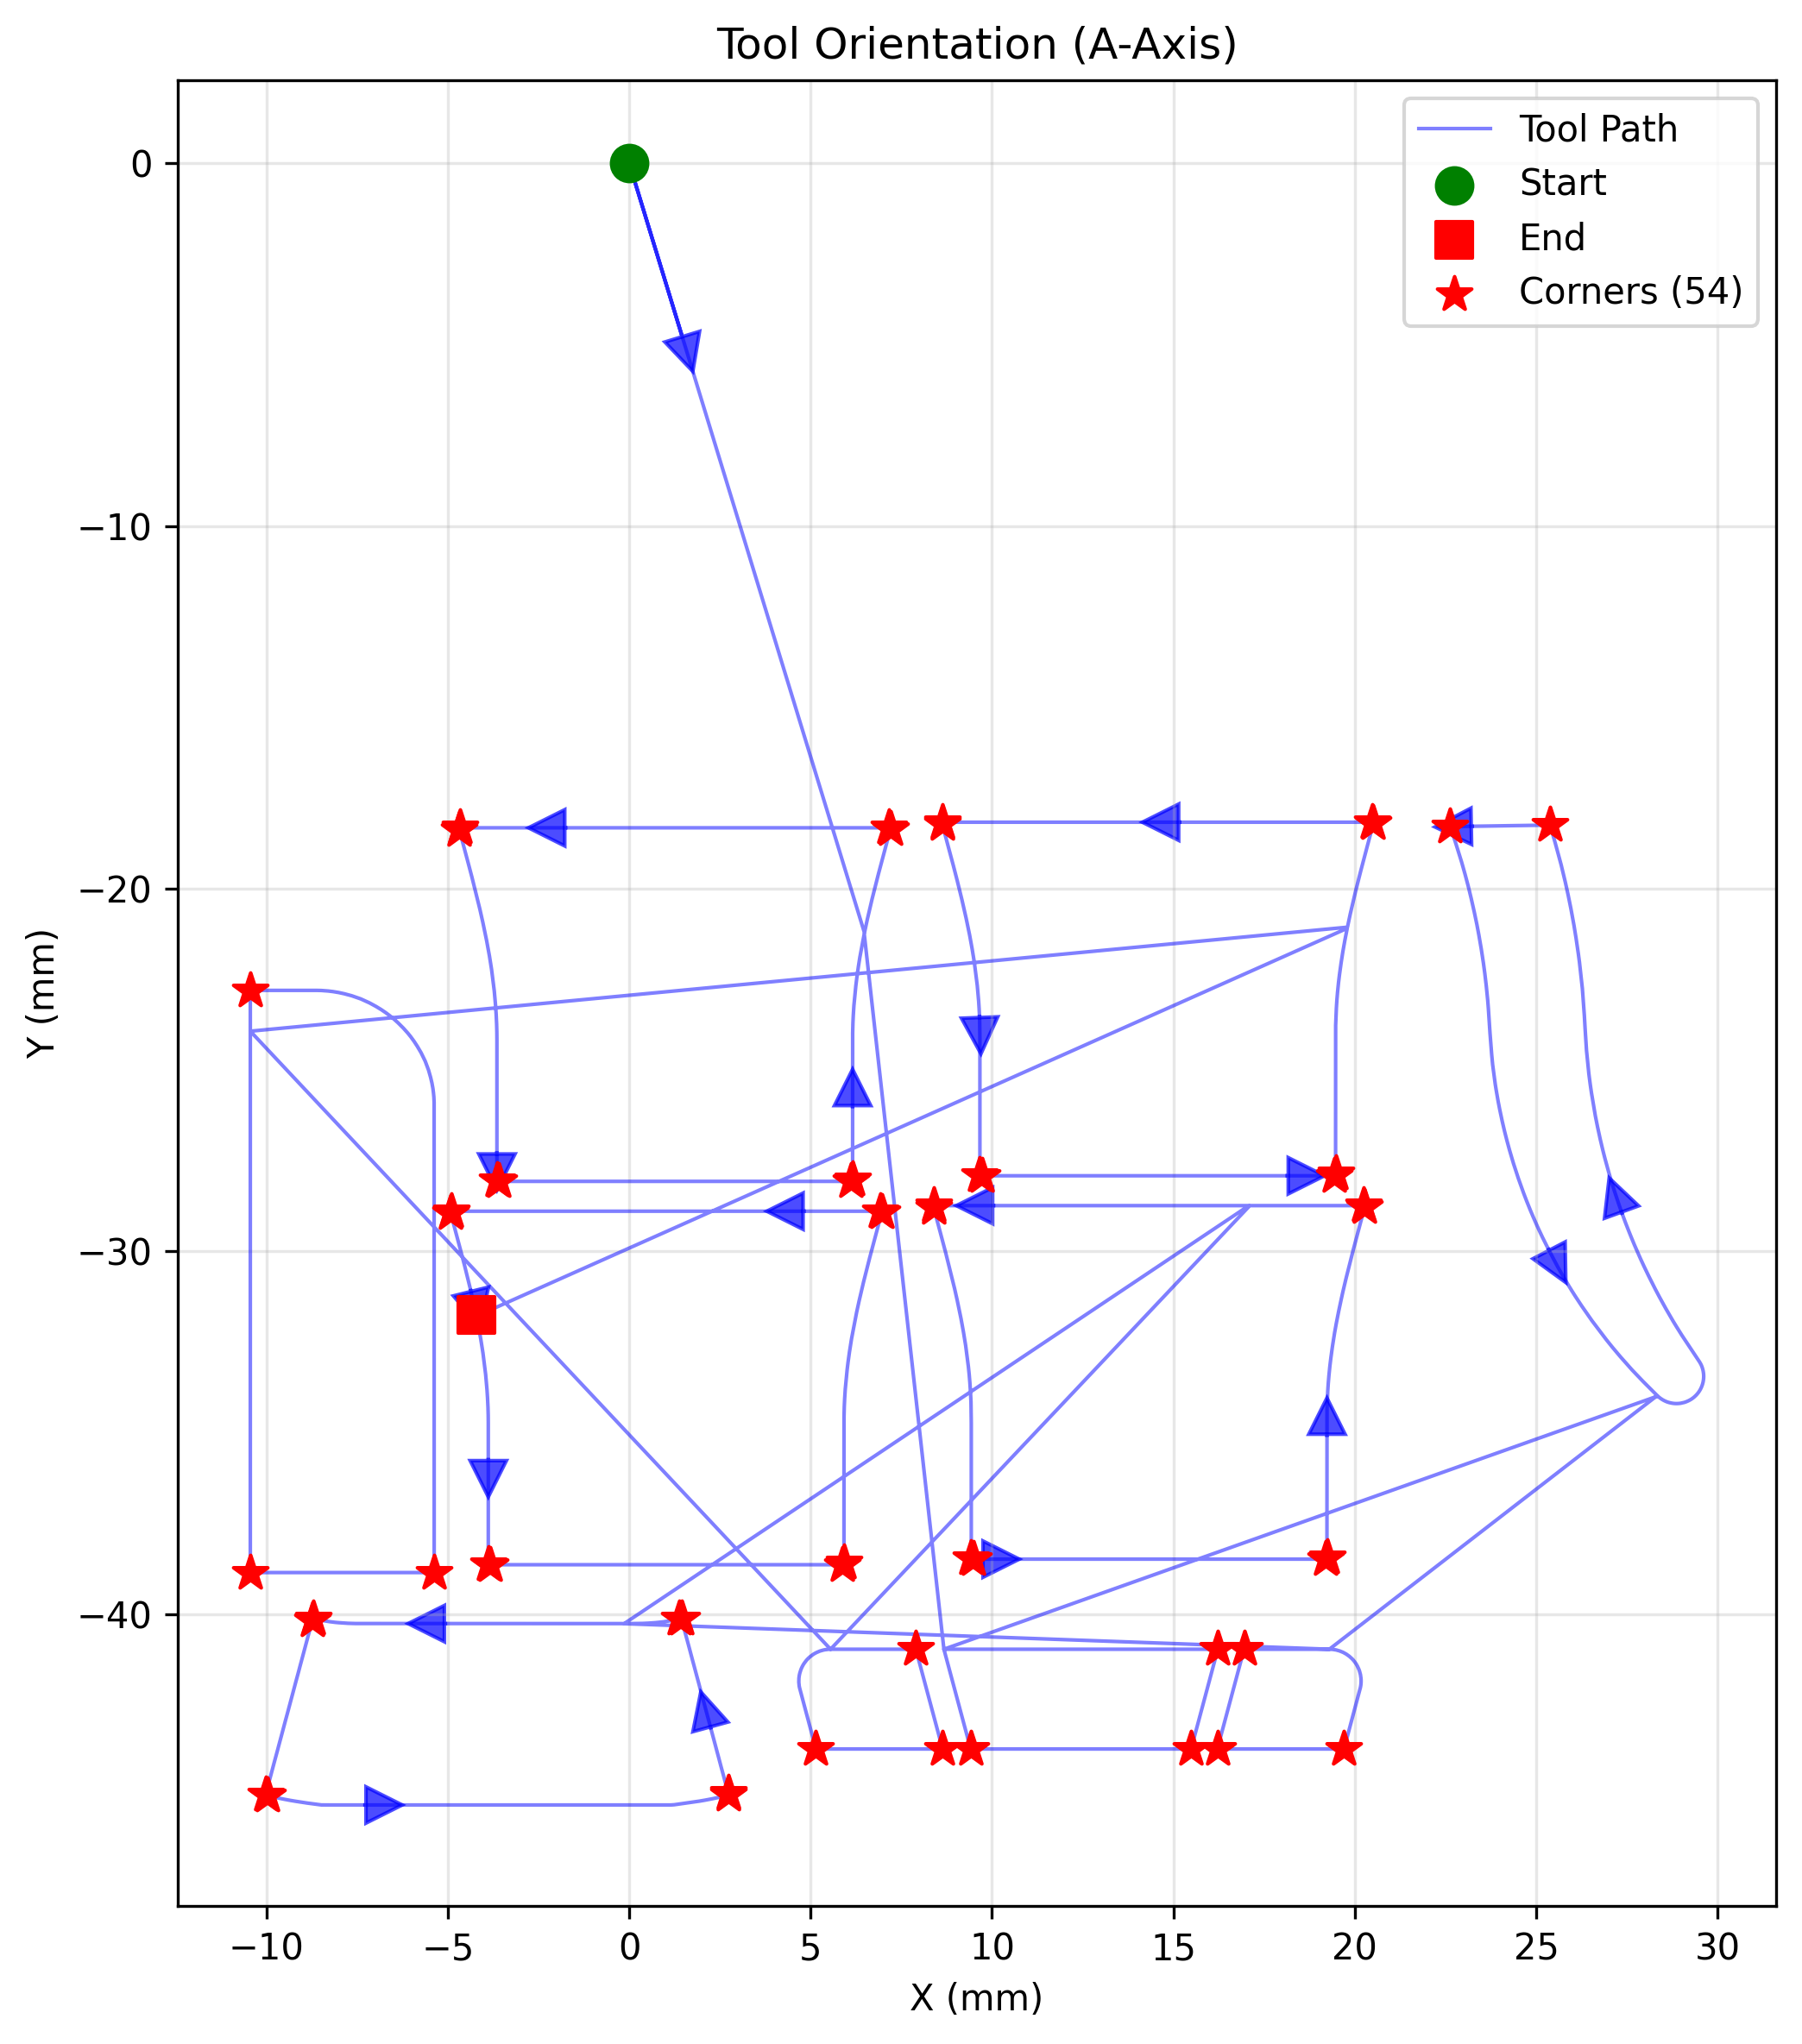 Tool Orientation (A-Axis)
Tool Path
Start
End
Corners (54)
0
−10
−20
−30
−40
Y (mm)
−10 −5 0 5 10 15 20 25 30
X (mm)